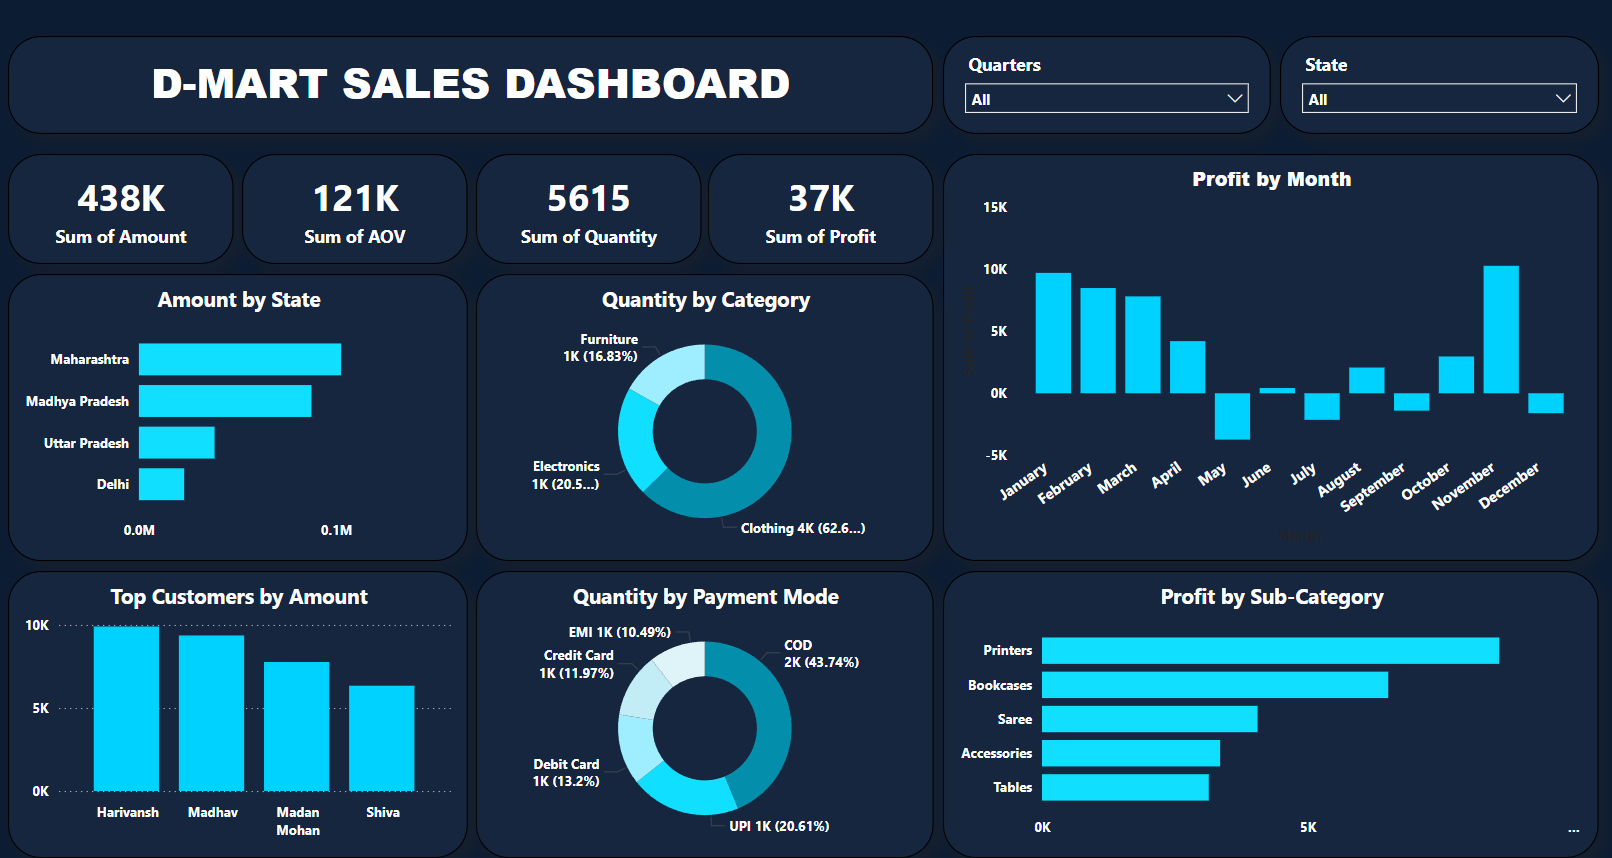 D-MART SALES DASHBOARD
Quarters
All
State
All
438K
Sum of Amount
121K
Sum of AOV
5615
Sum of Quantity
37K
Sum of Profit
Profit by Month
15K
10K
5K
0K
-5K
January
February
March
April
May
June
July
August
September
October
November
December
Amount by State
Maharashtra
Madhya Pradesh
Uttar Pradesh
Delhi
0.0M
0.1M
Quantity by Category
Furniture
1K (16.83%)
Electronics
1K (20.5...)
Clothing 4K (62.6...)
Top Customers by Amount
10K
5K
0K
Harivansh
Madhav
Madan
Mohan
Shiva
Quantity by Payment Mode
EMI 1K (10.49%)
Credit Card
1K (11.97%)
COD
2K (43.74%)
Debit Card
1K (13.2%)
UPI 1K (20.61%)
Profit by Sub-Category
Printers
Bookcases
Saree
Accessories
Tables
0K
5K
...